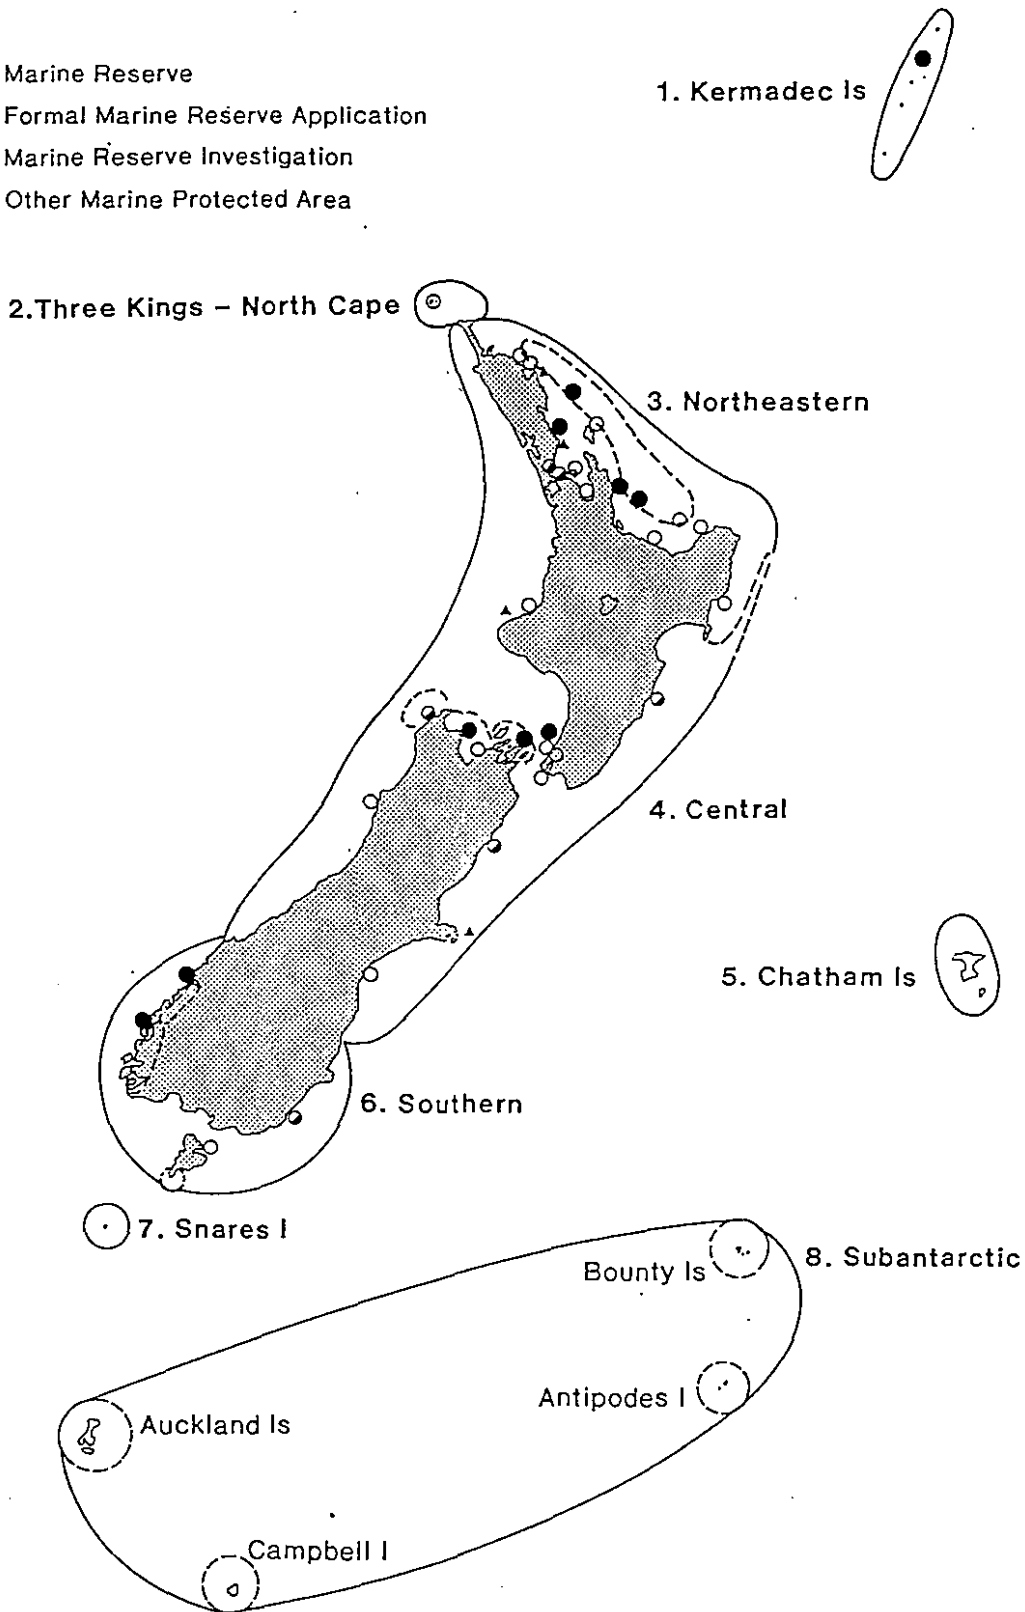 Marine Reserve
Formal Marine Reserve Application
Marine Reserve Investigation
Other Marine Protected Area
1. Kermadec Is
2.Three Kings – North Cape
3. Northeastern
4. Central
5. Chatham Is
6. Southern
7. Snares I
8. Subantarctic
Bounty Is
Antipodes I
Auckland Is
Campbell I